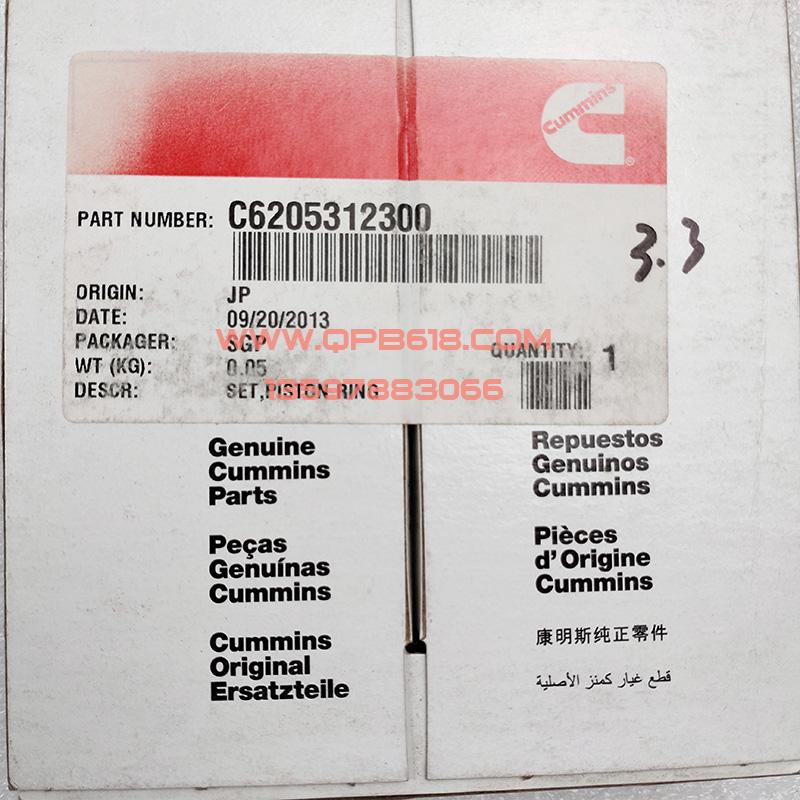 Cummins
®
PART NUMBER: C6205312300
3.3
ORIGIN: JP
DATE: 09/20/2013
WWW.QPB618.COM
PACKAGER: SGP
QUANTITY: 1
WT (KG): 0.05
13597883066
DESCR: SET,PISTON RING
Genuine
Cummins
Parts
Peças
Genuínas
Cummins
Cummins
Original
Ersatzteile
Repuestos
Genuinos
Cummins
Pièces
d'Origine
Cummins
康明斯纯正零件
قطع غيار كمنز الأصلية